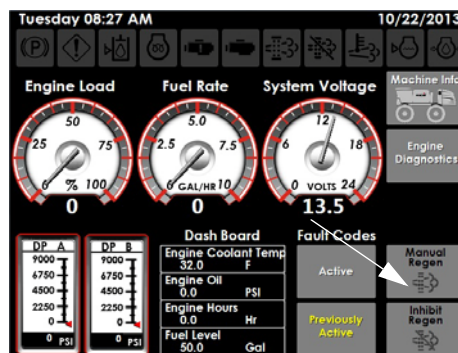 Tuesday 08:27 AM 10/22/2013
Engine Load Fuel Rate System Voltage
Machine Info
50
25 75
0 % 100
0
5.0
2.5 7.5
0 GAL/HR 10
0
12
6 18
0 VOLTS 24
13.5
Engine
Diagnostics
DP A
9000
6750
4500
2250
0
0 PSI
DP B
9000
6750
4500
2250
0
0 PSI
Dash Board
Engine Coolant Temp
32.0 F
Engine Oil
0.0 PSI
Engine Hours
0.0 Hr
Fuel Level
50.0 Gal
Fault Codes
Active
Previously
Active
Manual
Regen
Inhibit
Regen